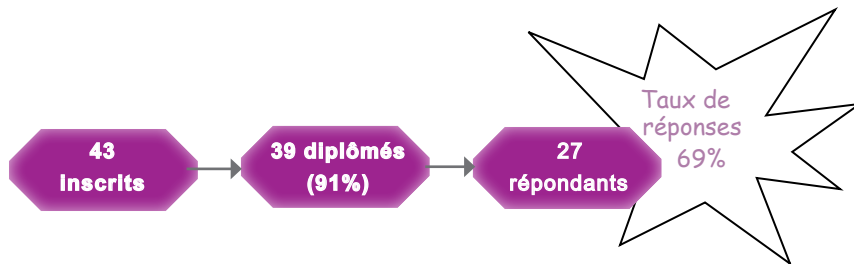 43
inscrits
39 diplômés
(91%)
27
répondants
Taux de
réponses
69%